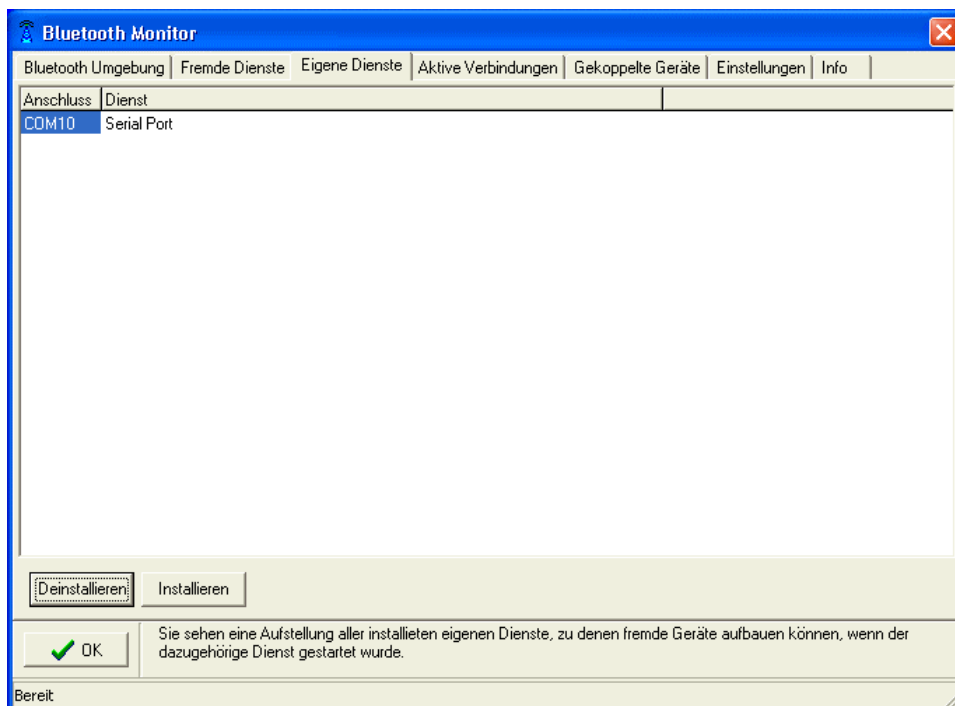 Bluetooth Monitor
Bluetooth Umgebung Fremde Dienste Eigene Dienste Aktive Verbindungen Gekoppelte Geräte Einstellungen Info
Anschluss Dienst
COM10 Serial Port
Deinstallieren Installieren
OK
Sie sehen eine Aufstellung aller installieten eigenen Dienste, zu denen fremde Geräte aufbauen können, wenn der
dazugehörige Dienst gestartet wurde.
Bereit